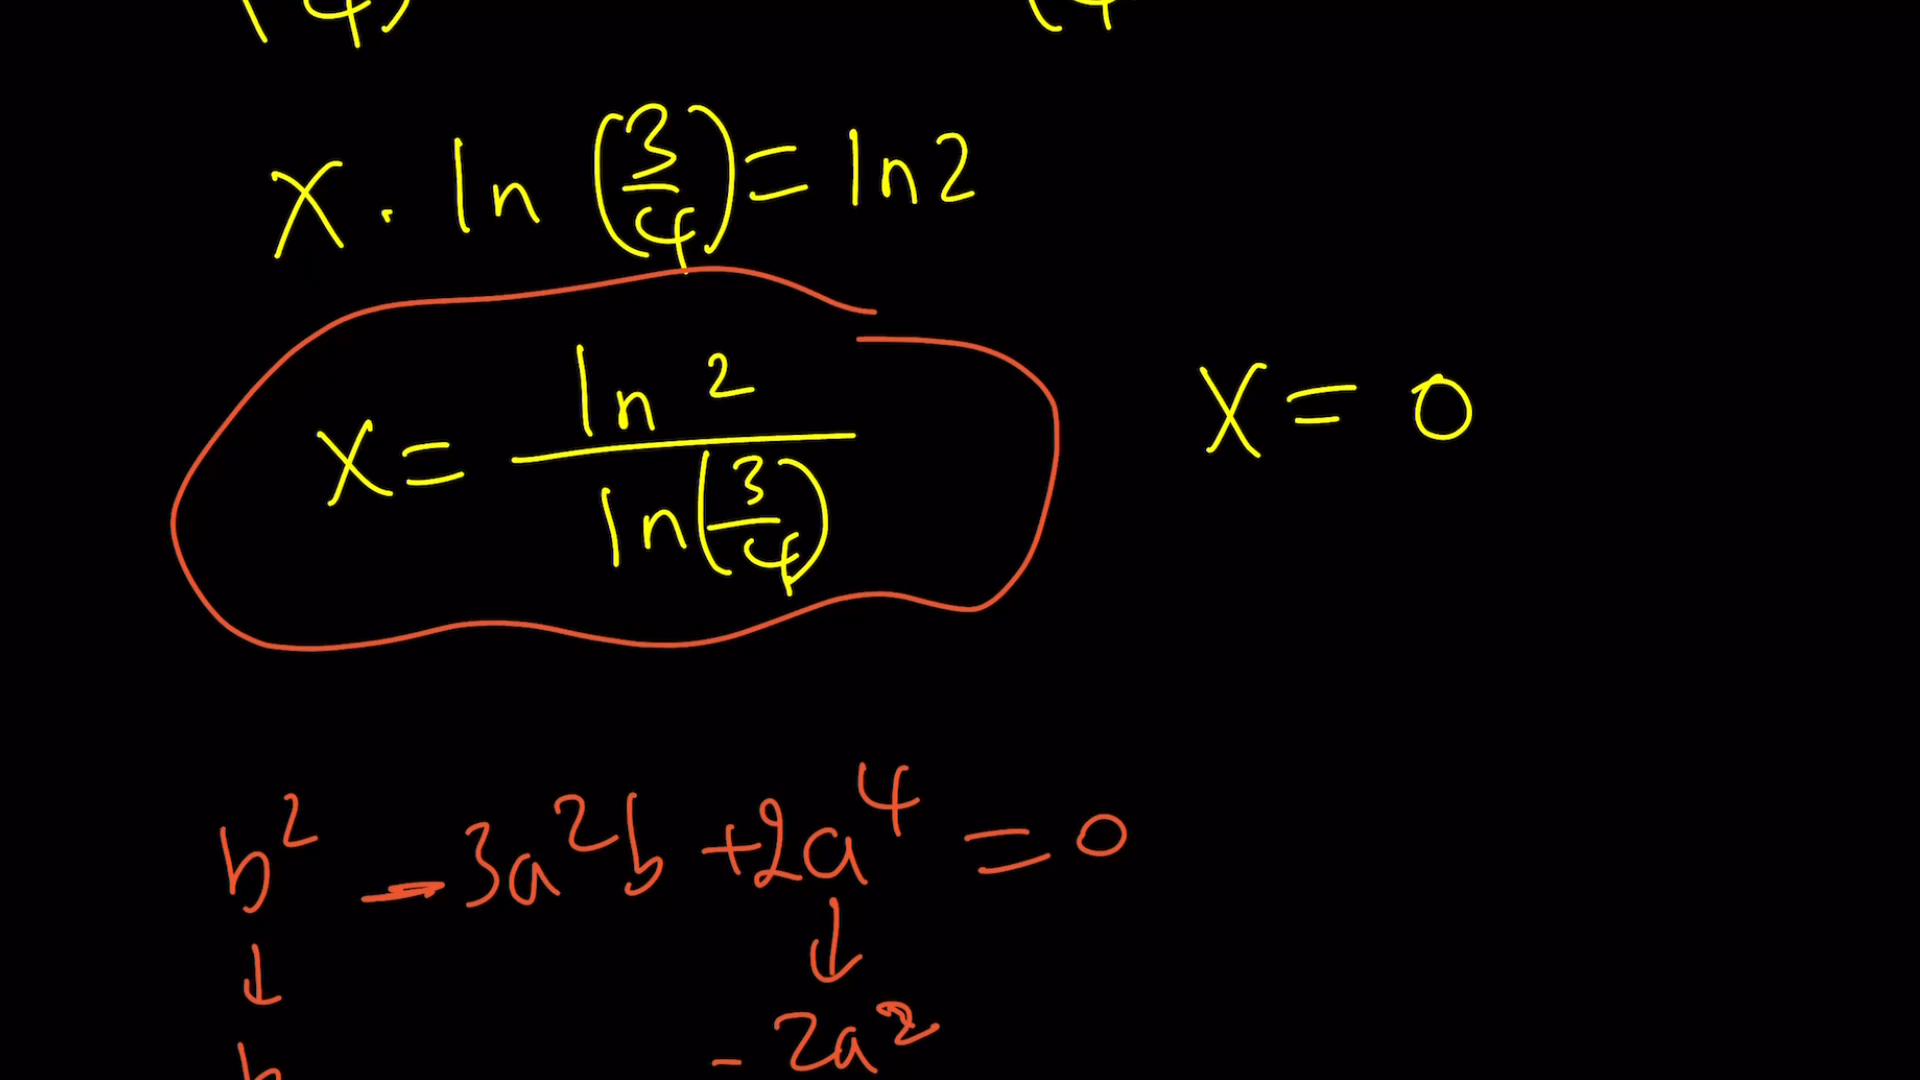 x · ln (3/4) = ln2
x = ln 2 / ln(3/4)
x = 0
b² - 3a²b + 2a⁴ = 0
↓ ↓
b - 2a²